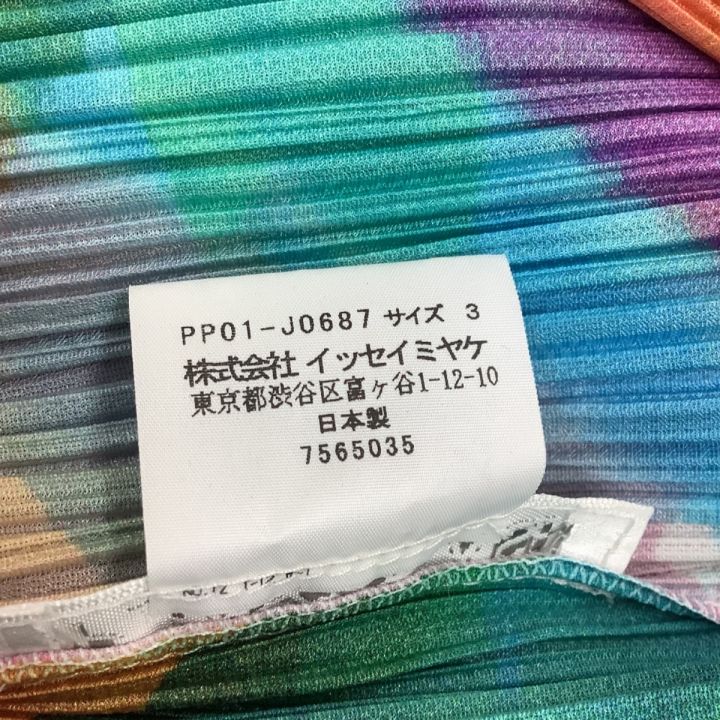 PP01-J0687 サイズ 3
株式会社 イッセイミヤケ
東京都渋谷区富ヶ谷1-12-10
日本製
7565035